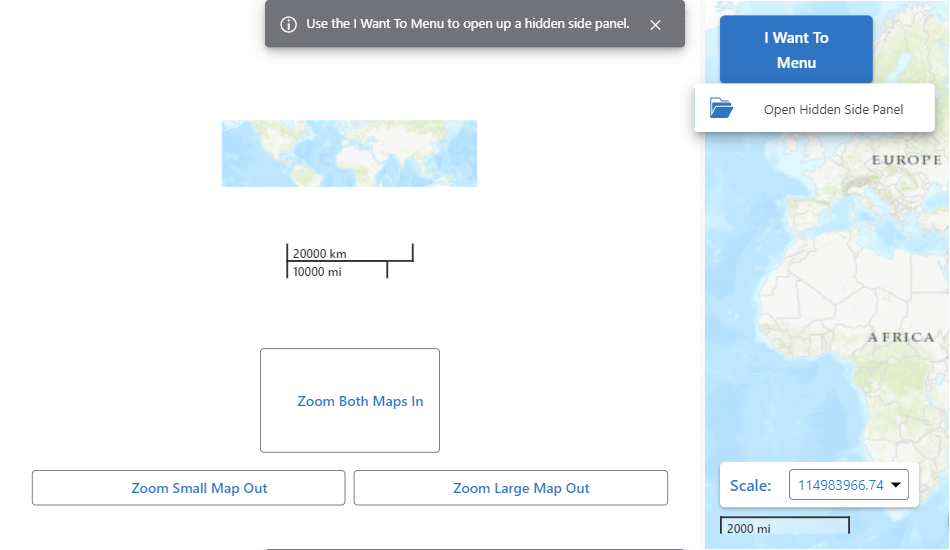 Use the I Want To Menu to open up a hidden side panel.
I Want To
Menu
Open Hidden Side Panel
EUROPE
20000 km
10000 mi
AFRICA
Zoom Both Maps In
Zoom Small Map Out
Zoom Large Map Out
Scale:
114983966.74
2000 mi